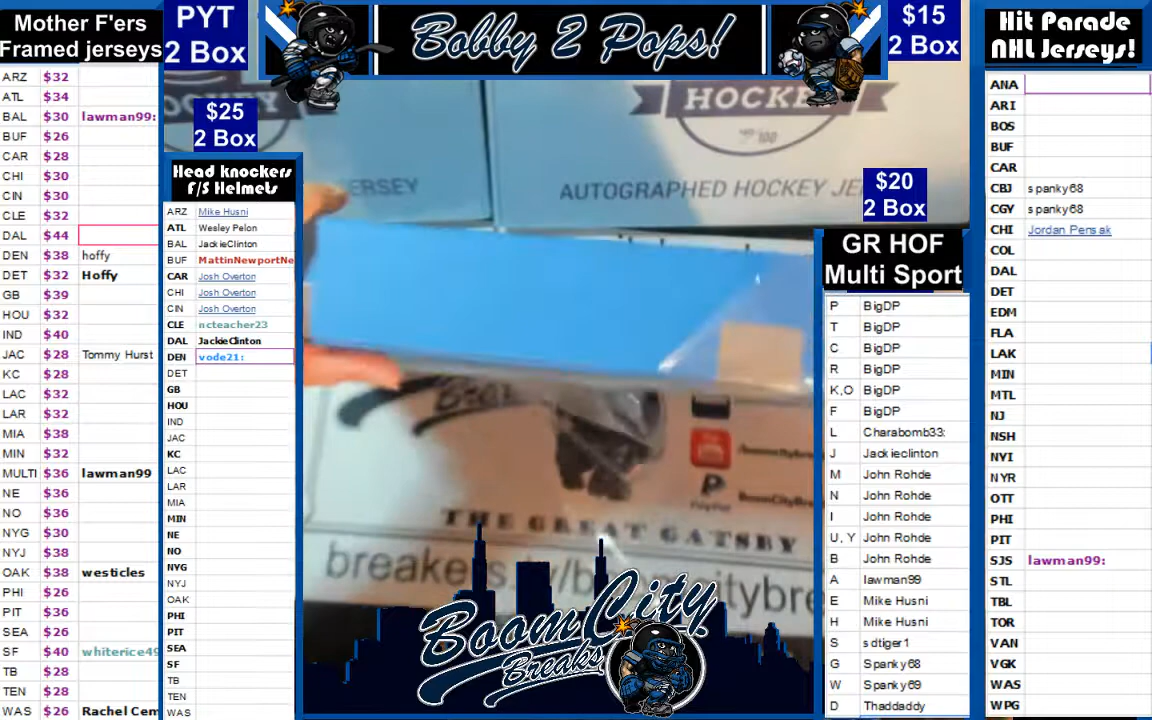 Mother F'ers
Framed jerseys
ARZ $32
ATL $34
BAL $30 lawman99:
BUF $26
CAR $28
CHI $30
CIN $30
CLE $32
DAL $44
DEN $38 hoffy
DET $32 Hoffy
GB $39
HOU $32
IND $40
JAC $28 Tommy Hurst
KC $28
LAC $32
LAR $32
MIA $38
MIN $32
MULTI $36 lawman99
NE $36
NO $36
NYG $30
NYJ $38
OAK $38 westicles
PHI $26
PIT $36
SEA $26
SF $40 whiterice49
TB $28
TEN $28
WAS $26 Rachel Cem
PYT
2 Box
$25
2 Box
Head knockers
F/S Helmets
ARZ Mike Husni
ATL Wesley Pelon
BAL JackieClinton
BUF MattinNewportNe
CAR Josh Overton
CHI Josh Overton
CIN Josh Overton
CLE ncteacher23
DAL JackieClinton
DEN vode21:
DET
GB
HOU
IND
JAC
KC
LAC
LAR
MIA
MIN
NE
NO
NYG
NYJ
OAK
PHI
PIT
SEA
SF
TB
TEN
WAS
Bobby 2 Pops!
HOCKEY
HOCKE
ERSEY
AUTOGRAPHED HOCKEY JE
THE GREAT GATSBY
PayPal
breakers.tv/boomcitybre
BoomCity
Breaks
$15
2 Box
$20
2 Box
GR HOF
Multi Sport
P BigDP
T BigDP
C BigDP
R BigDP
K,O BigDP
F BigDP
L Charabomb33:
J Jackieclinton
M John Rohde
N John Rohde
I John Rohde
U, Y John Rohde
B John Rohde
A lawman99
E Mike Husni
H Mike Husni
S sdtiger1
G Spanky68
W Spanky69
D Thaddaddy
Hit Parade
NHL Jerseys!
ANA
ARI
BOS
BUF
CAR
CBJ spanky68
CGY spanky68
CHI Jordan Pensak
COL
DAL
DET
EDM
FLA
LAK
MIN
MTL
NJ
NSH
NYI
NYR
OTT
PHI
PIT
SJS lawman99:
STL
TBL
TOR
VAN
VGK
WAS
WPG